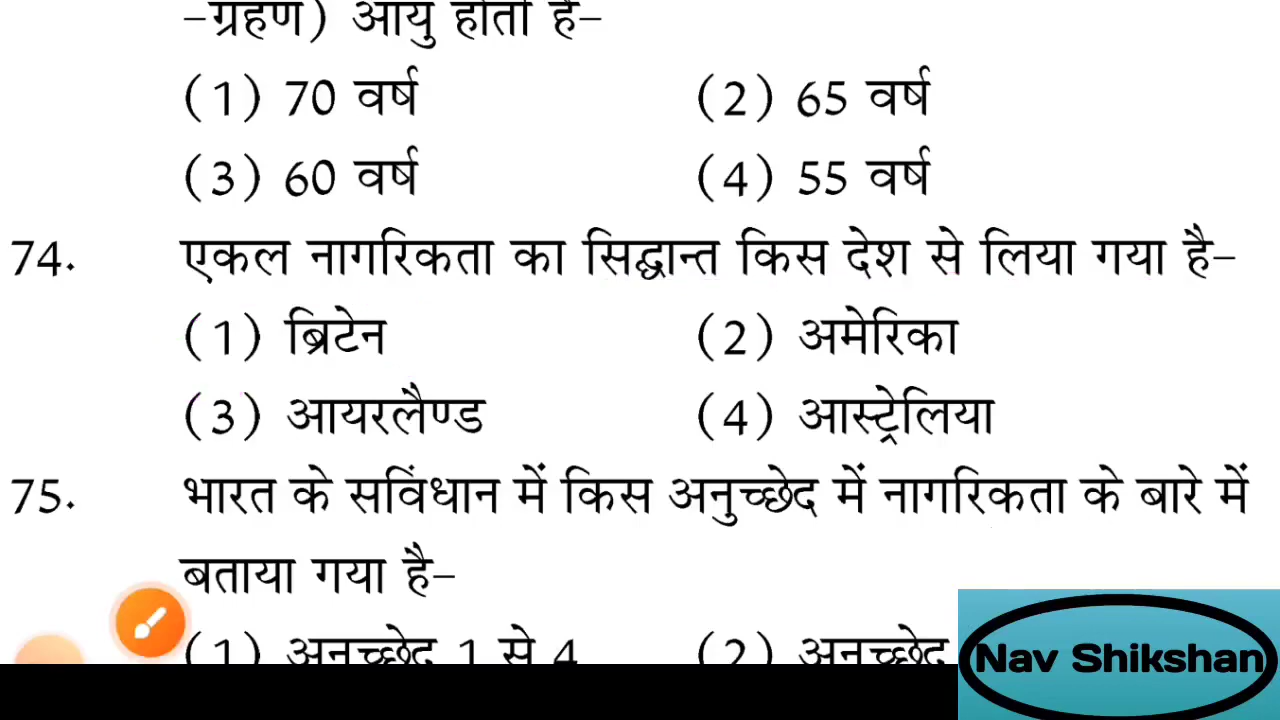 -ग्रहण) आयु होती है-
(1) 70 वर्ष (2) 65 वर्ष
(3) 60 वर्ष (4) 55 वर्ष
74. एकल नागरिकता का सिद्धान्त किस देश से लिया गया है-
(1) ब्रिटेन (2) अमेरिका
(3) आयरलैण्ड (4) आस्ट्रेलिया
75. भारत के सविंधान में किस अनुच्छेद में नागरिकता के बारे में
बताया गया है-
(1) अनुच्छेद 1 से 4 (2) अनुच्छेद
Nav Shikshan